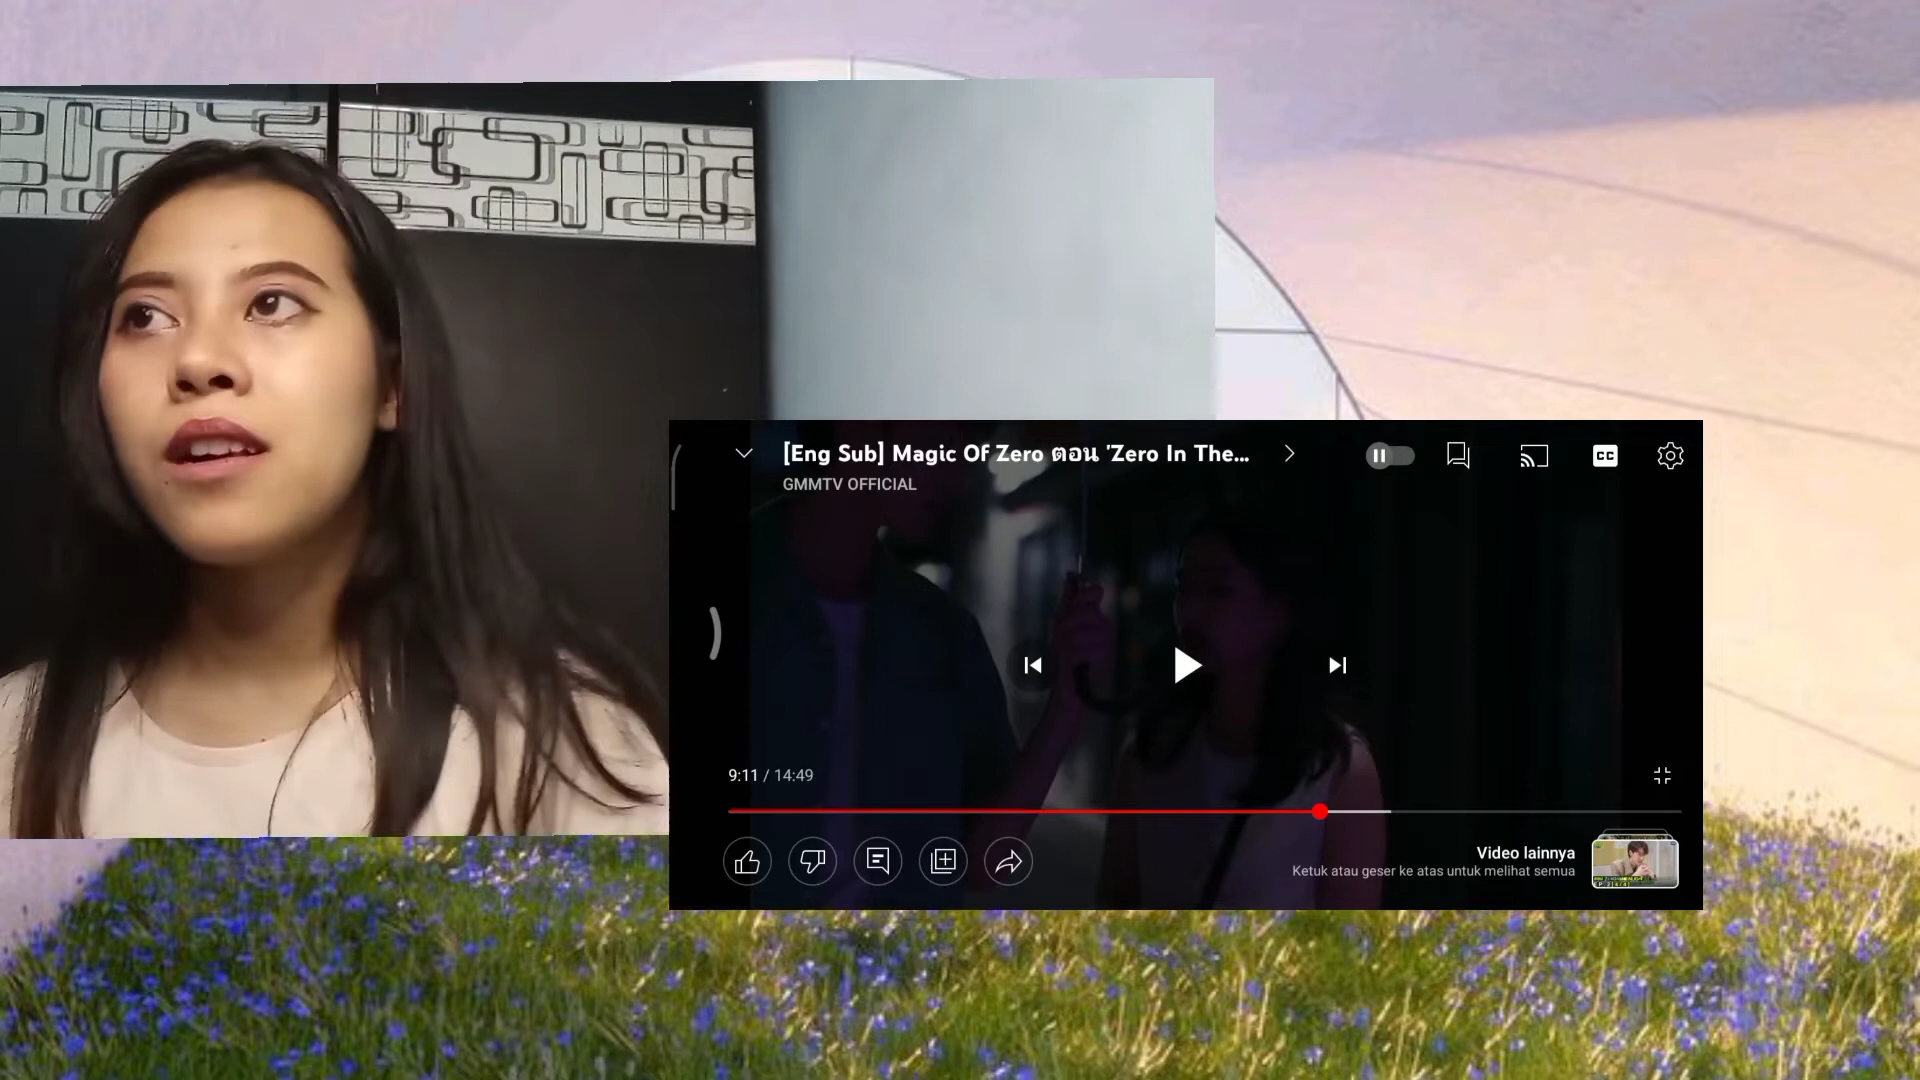 [Eng Sub] Magic Of Zero ตอน 'Zero In The...
GMMTV OFFICIAL
CC
9:11 / 14:49
Video lainnya
Ketuk atau geser ke atas untuk melihat semua